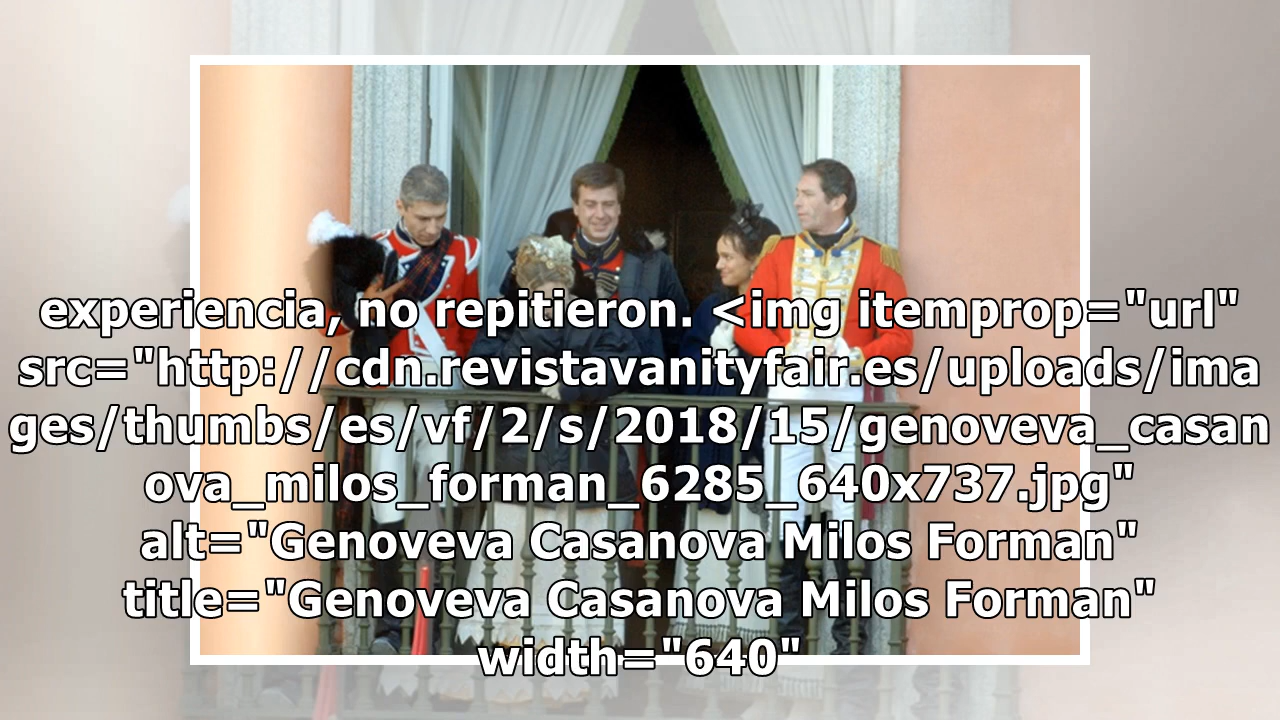 experiencia, no repitieron. <img itemprop="url"
src="http://cdn.revistavanityfair.es/uploads/ima
ges/thumbs/es/vf/2/s/2018/15/genoveva_casan
ova_milos_forman_6285_640x737.jpg"
alt="Genoveva Casanova Milos Forman"
title="Genoveva Casanova Milos Forman"
width="640"